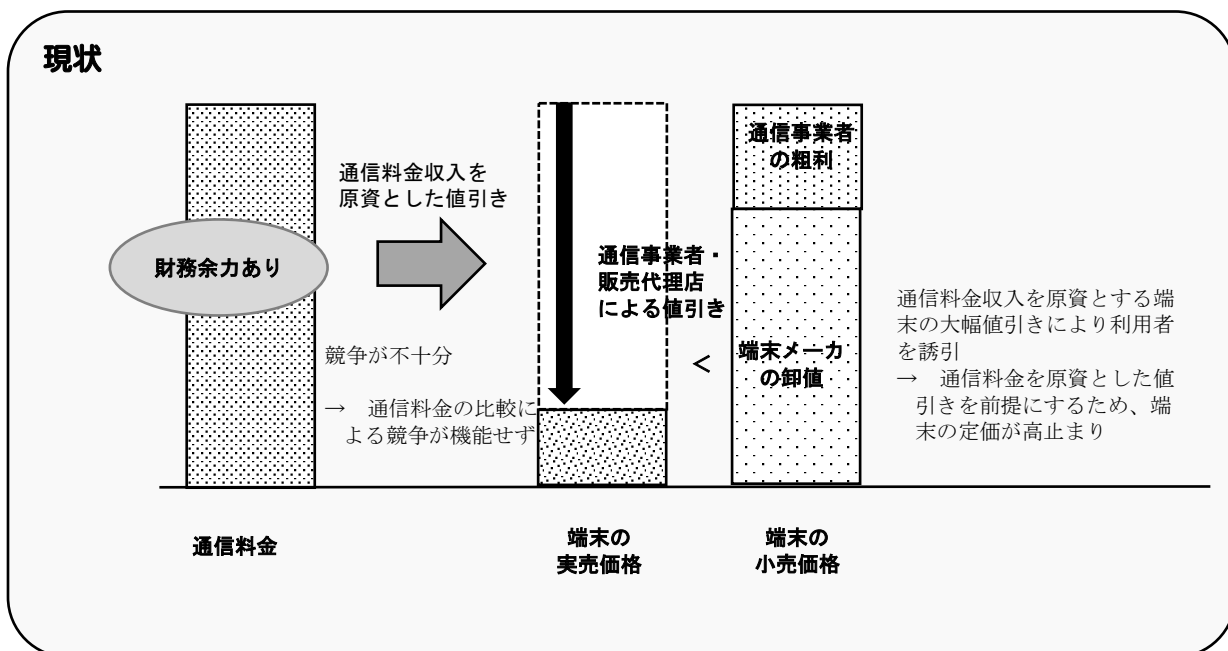 現状
通信料金収入を
原資とした値引き
財務余力あり
競争が不十分
→　通信料金の比較に
よる競争が機能せず
通信事業者・
販売代理店
による値引き
＜
通信事業者
の粗利
端末メーカ
の卸値
通信料金収入を原資とする端
末の大幅値引きにより利用者
を誘引
→　通信料金を原資とした値
引きを前提にするため、端
末の定価が高止まり
通信料金
端末の
実売価格
端末の
小売価格